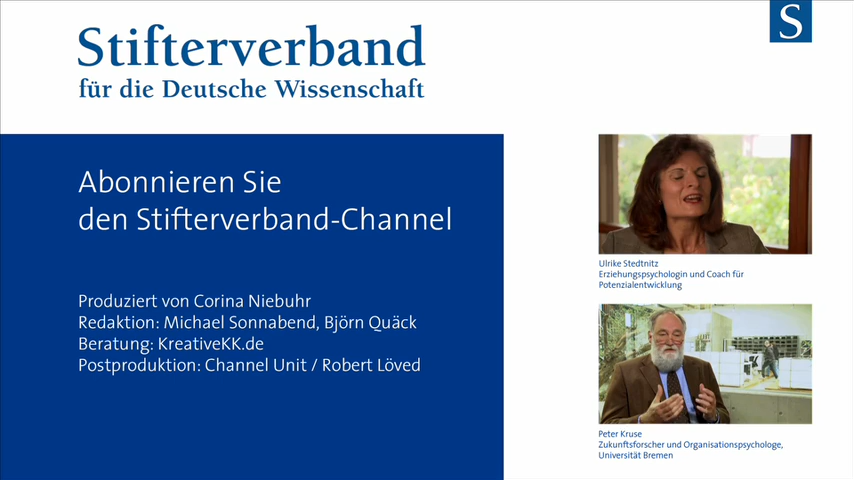 Stifterverband
für die Deutsche Wissenschaft
S
Abonnieren Sie
den Stifterverband-Channel
Produziert von Corina Niebuhr
Redaktion: Michael Sonnabend, Björn Quäck
Beratung: KreativeKK.de
Postproduktion: Channel Unit / Robert Löved
Ulrike Stedtnitz
Erziehungspsychologin und Coach für
Potenzialentwicklung
Peter Kruse
Zukunftsforscher und Organisationspsychologe,
Universität Bremen